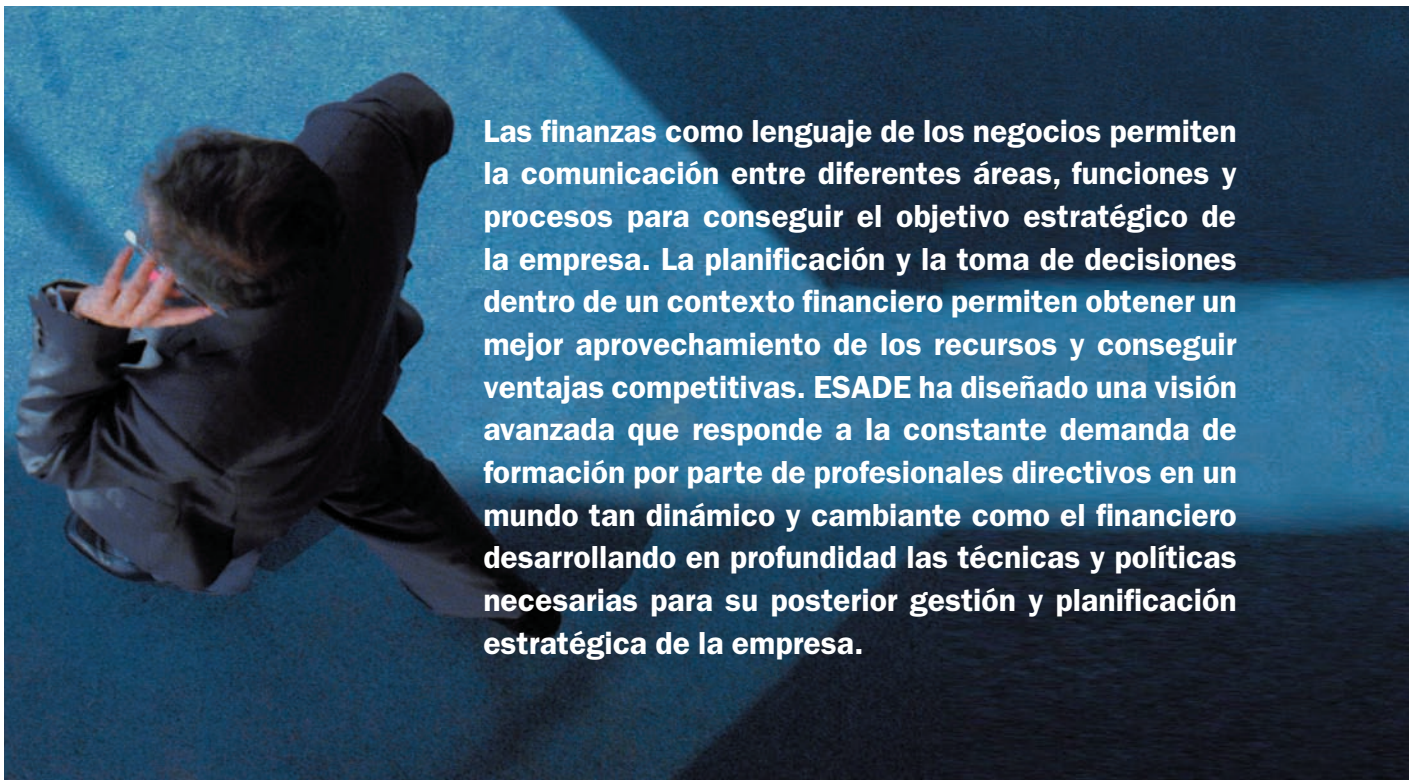 Las finanzas como lenguaje de los negocios permiten
la comunicación entre diferentes áreas, funciones y
procesos para conseguir el objetivo estratégico de
la empresa. La planificación y la toma de decisiones
dentro de un contexto financiero permiten obtener un
mejor aprovechamiento de los recursos y conseguir
ventajas competitivas. ESADE ha diseñado una visión
avanzada que responde a la constante demanda de
formación por parte de profesionales directivos en un
mundo tan dinámico y cambiante como el financiero
desarrollando en profundidad las técnicas y políticas
necesarias para su posterior gestión y planificación
estratégica de la empresa.